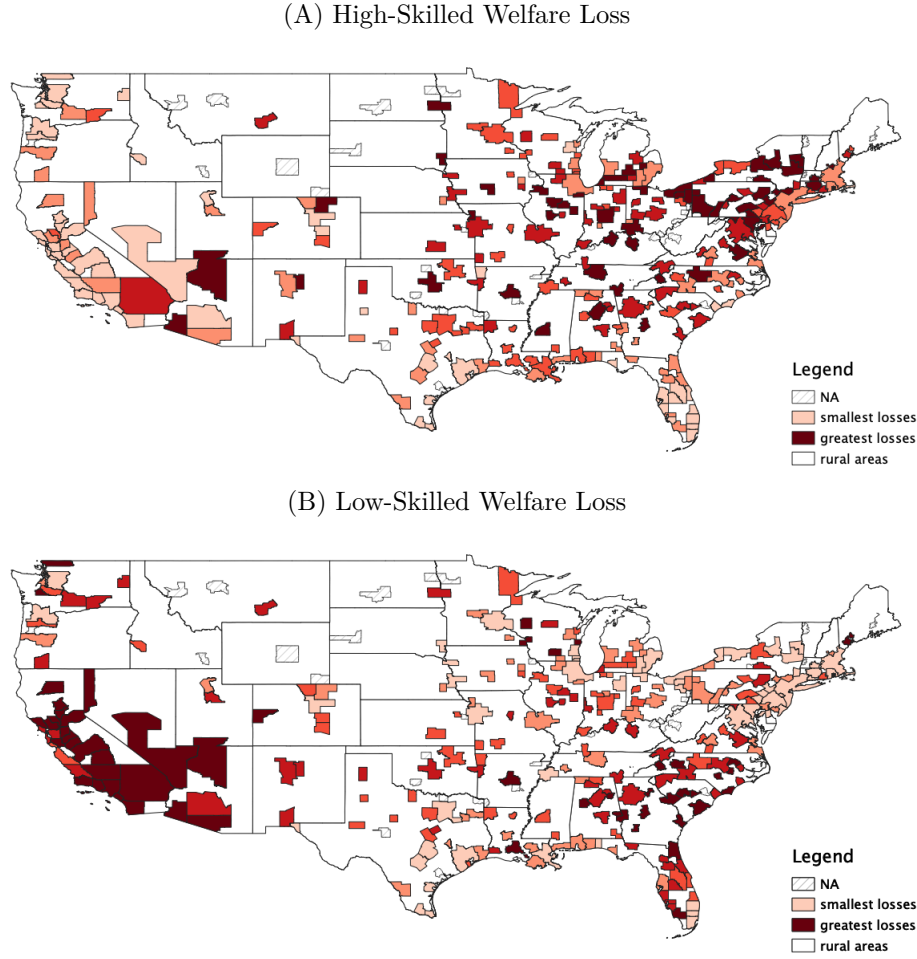 (A) High-Skilled Welfare Loss
Legend
NA
smallest losses
greatest losses
rural areas
(B) Low-Skilled Welfare Loss
Legend
NA
smallest losses
greatest losses
rural areas